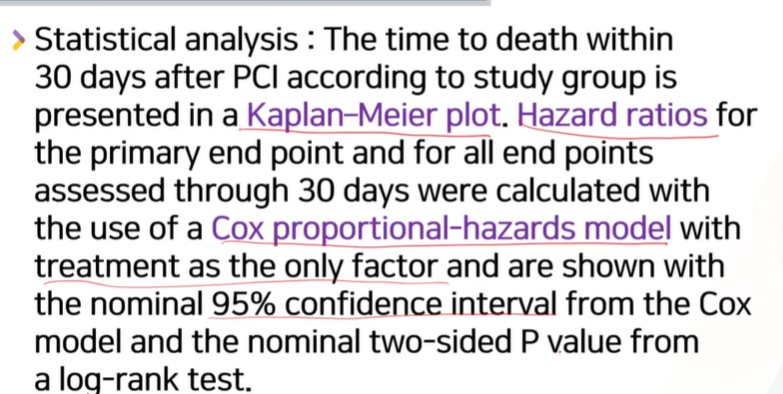 Statistical analysis : The time to death within
30 days after PCI according to study group is
presented in a Kaplan–Meier plot. Hazard ratios for
the primary end point and for all end points
assessed through 30 days were calculated with
the use of a Cox proportional-hazards model with
treatment as the only factor and are shown with
the nominal 95% confidence interval from the Cox
model and the nominal two-sided P value from
a log-rank test.